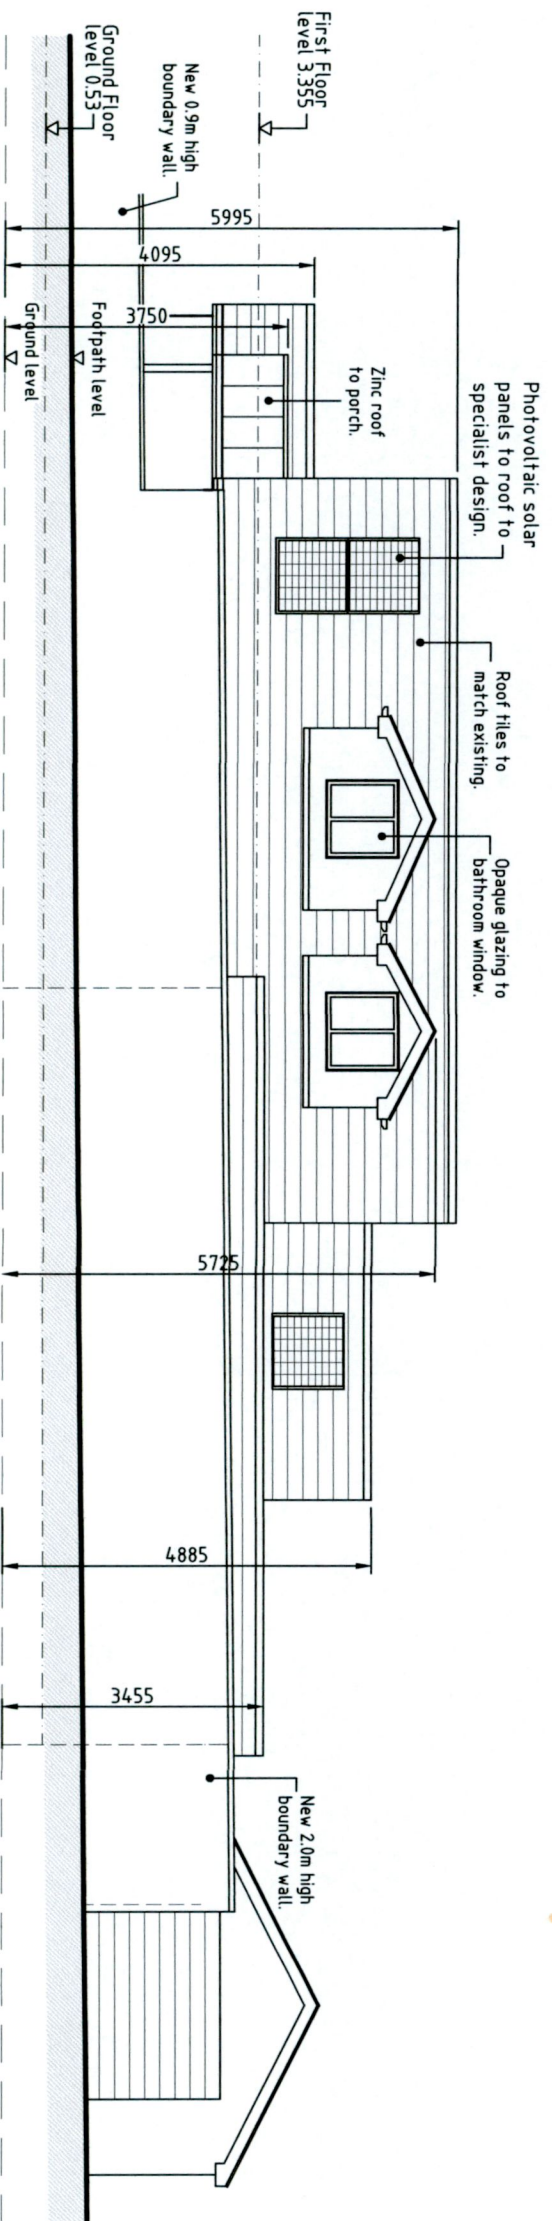 First Floor
level 3.355
Ground Floor
level 0.53
New 0.9m high
boundary wall.
5995
4095
3750
Footpath level
Ground level
Zinc roof
to porch.
Photovoltaic solar
panels to roof to
specialist design.
Roof tiles to
match existing.
Opaque glazing to
bathroom window.
5725
4885
3455
New 2.0m high
boundary wall.